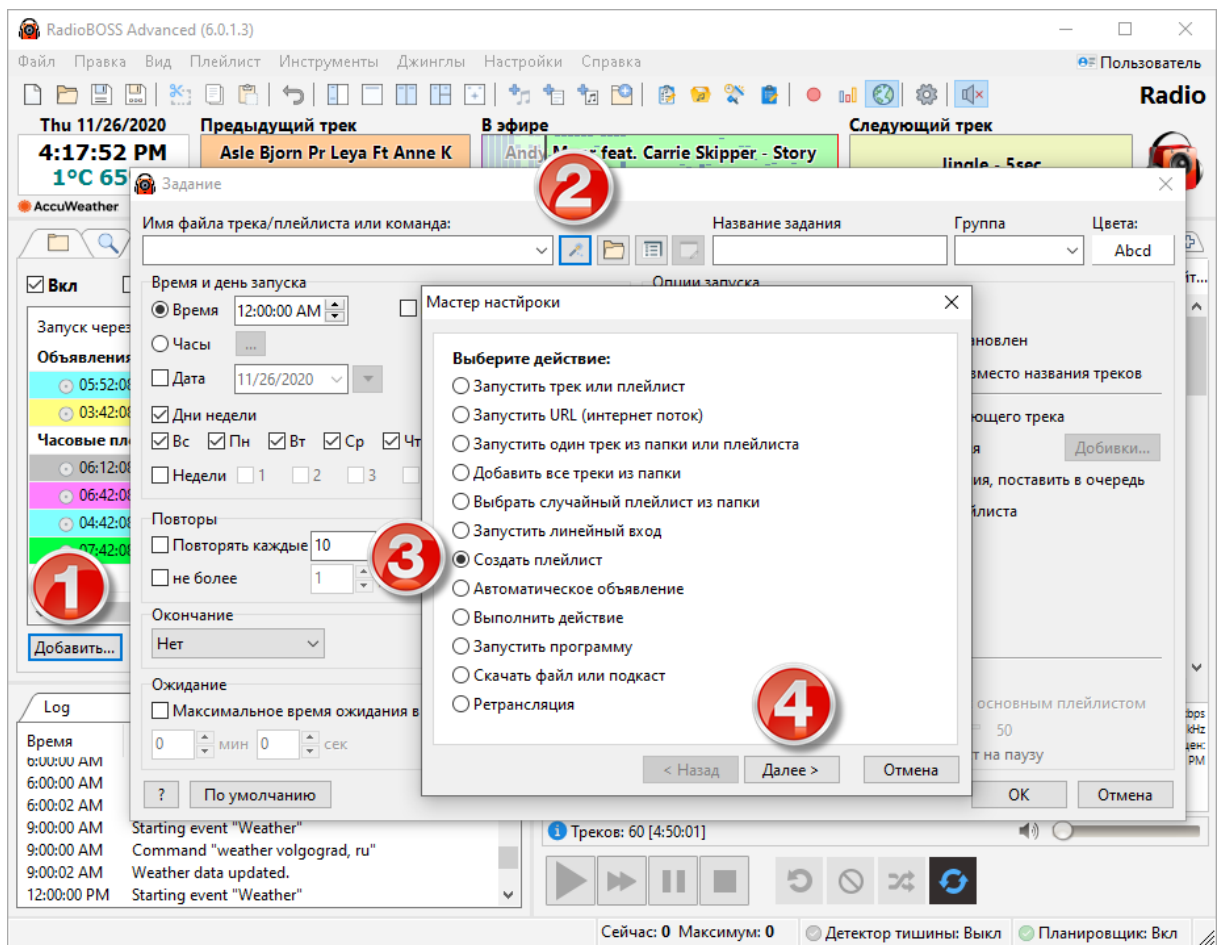 RadioBOSS Advanced (6.0.1.3)
Файл Правка Вид Плейлист Инструменты Джинглы Настройки Справка
Пользователь
Radio
Thu 11/26/2020 Предыдущий трек В эфире Следующий трек
4:17:52 PM Asle Bjorn Pr Leya Ft Anne K Andy feat. Carrie Skipper - Story Jingle - 5sec
1°C 65
AccuWeather
Задание
2
Имя файла трека/плейлиста или команда: Название задания Группа Цвета:
Abcd
Вкл
Время и день запуска Опции запуска
Время 12:00:00 AM
Часы ...
Дата 11/26/2020
Дни недели
Вс Пн Вт Ср Чт
Недели 1 2 3
Повторы
Повторять каждые 10
не более 1
Окончание
Нет
Ожидание
Максимальное время ожидания в
0 мин 0 сек
? По умолчанию
Мастер настйроки
Выберите действие:
Запустить трек или плейлист
Запустить URL (интернет поток)
Запустить один трек из папки или плейлиста
Добавить все треки из папки
Выбрать случайный плейлист из папки
Запустить линейный вход
3
Создать плейлист
Автоматическое объявление
Выполнить действие
Запустить программу
Скачать файл или подкаст
Ретрансляция
4
< Назад Далее > Отмена
ановлен
вместо названия треков
ющего трека
я Добивки...
ия, поставить в очередь
йлиста
основным плейлистом
50
т на паузу
OK Отмена
Запуск через
Объявления
05:52:08
03:42:08
Часовые пл
06:12:08
06:42:08
04:42:08
07:42:08
1
Добавить...
Log
Время
6:00:00 AM
6:00:00 AM
6:00:02 AM
9:00:00 AM Starting event "Weather"
9:00:00 AM Command "weather volgograd, ru"
9:00:02 AM Weather data updated.
12:00:00 PM Starting event "Weather"
kbps
kHz
PM
Треков: 60 [4:50:01]
Сейчас: 0 Максимум: 0 Детектор тишины: Выкл Планировщик: Вкл